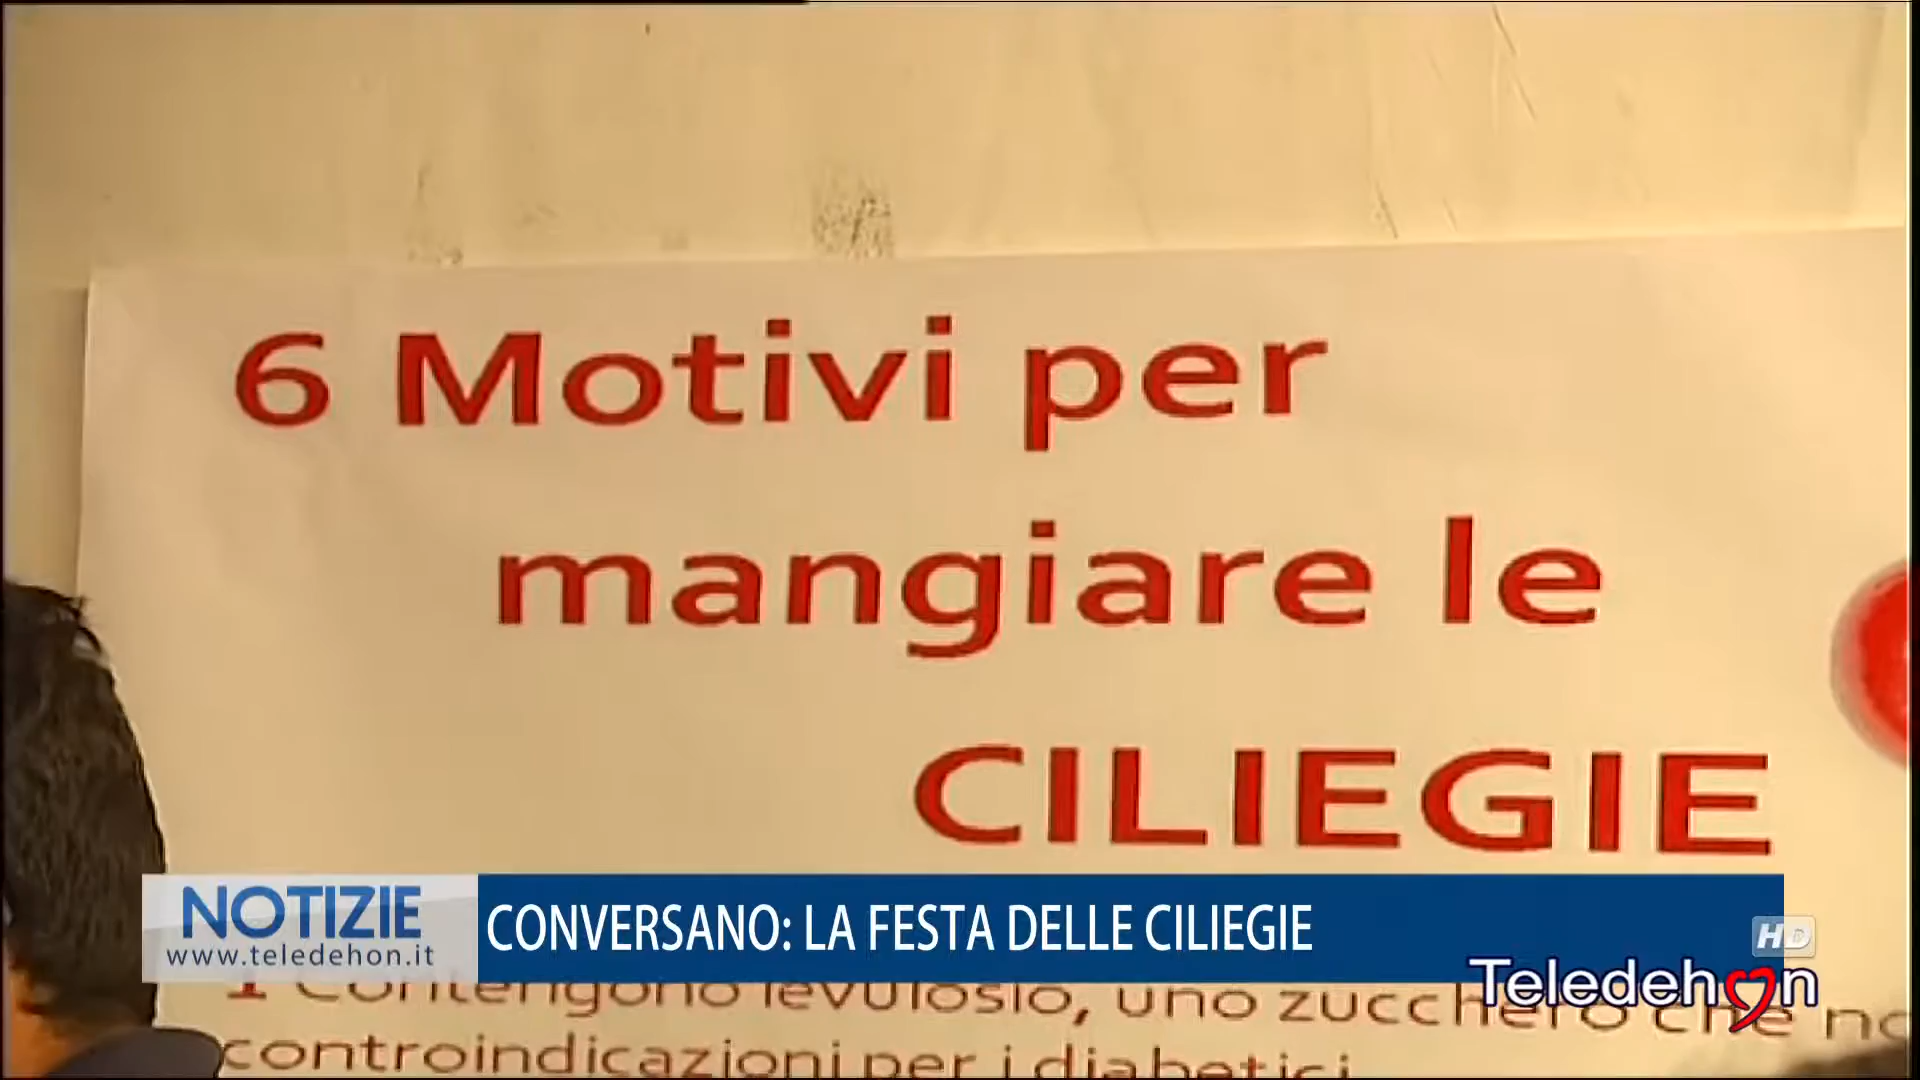 6 Motivi per
mangiare le
CILIEGIE
NOTIZIE
www.teledehon.it
CONVERSANO: LA FESTA DELLE CILIEGIE
HD
Teledehon
1 Contengono levulosio, uno zucchero che
controindicazioni per i diabetici